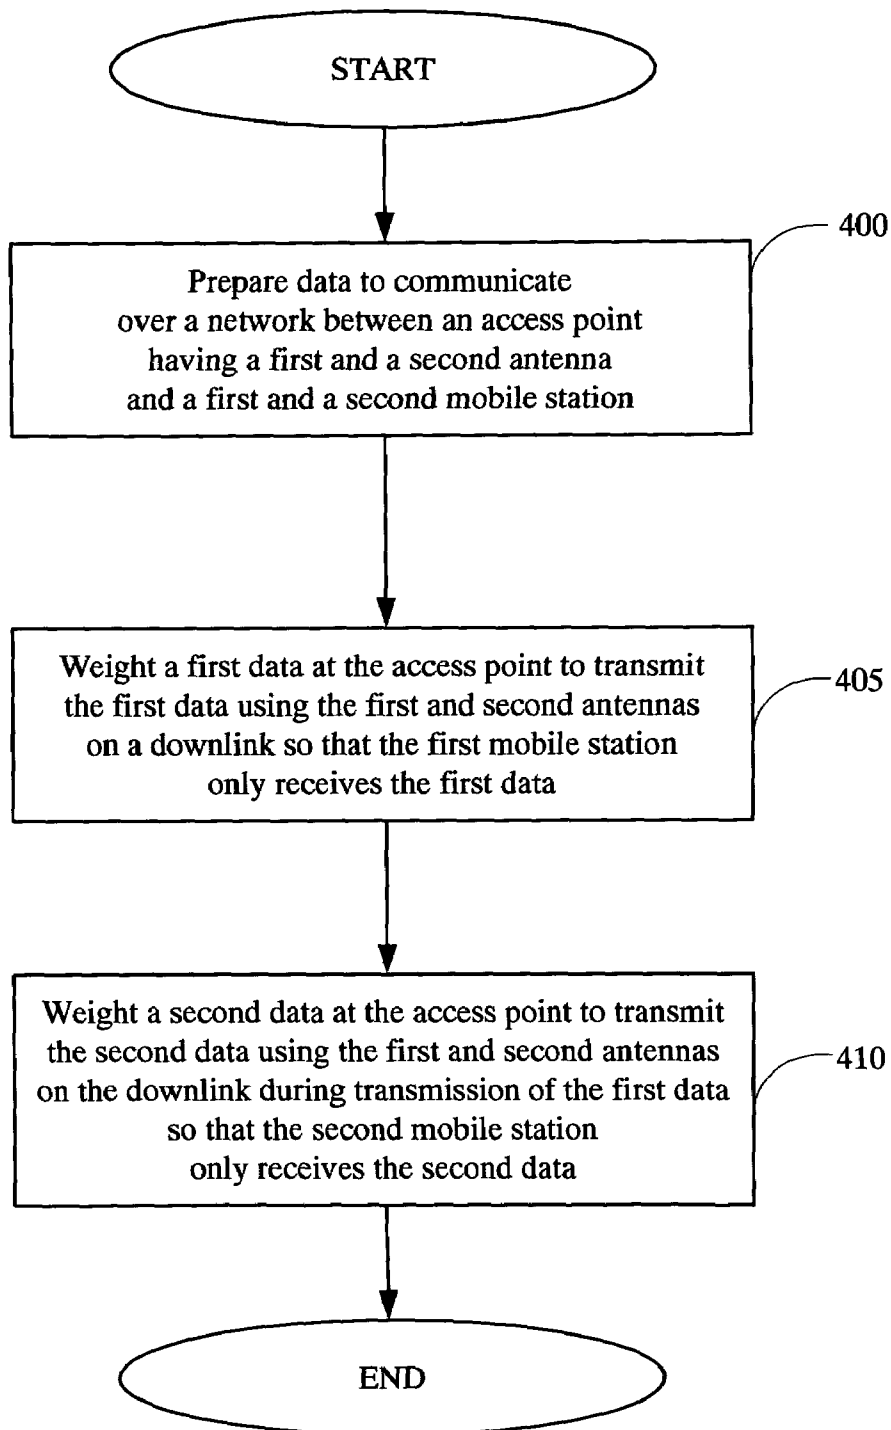 START
400
Prepare data to communicate
over a network between an access point
having a first and a second antenna
and a first and a second mobile station
405
Weight a first data at the access point to transmit
the first data using the first and second antennas
on a downlink so that the first mobile station
only receives the first data
410
Weight a second data at the access point to transmit
the second data using the first and second antennas
on the downlink during transmission of the first data
so that the second mobile station
only receives the second data
END